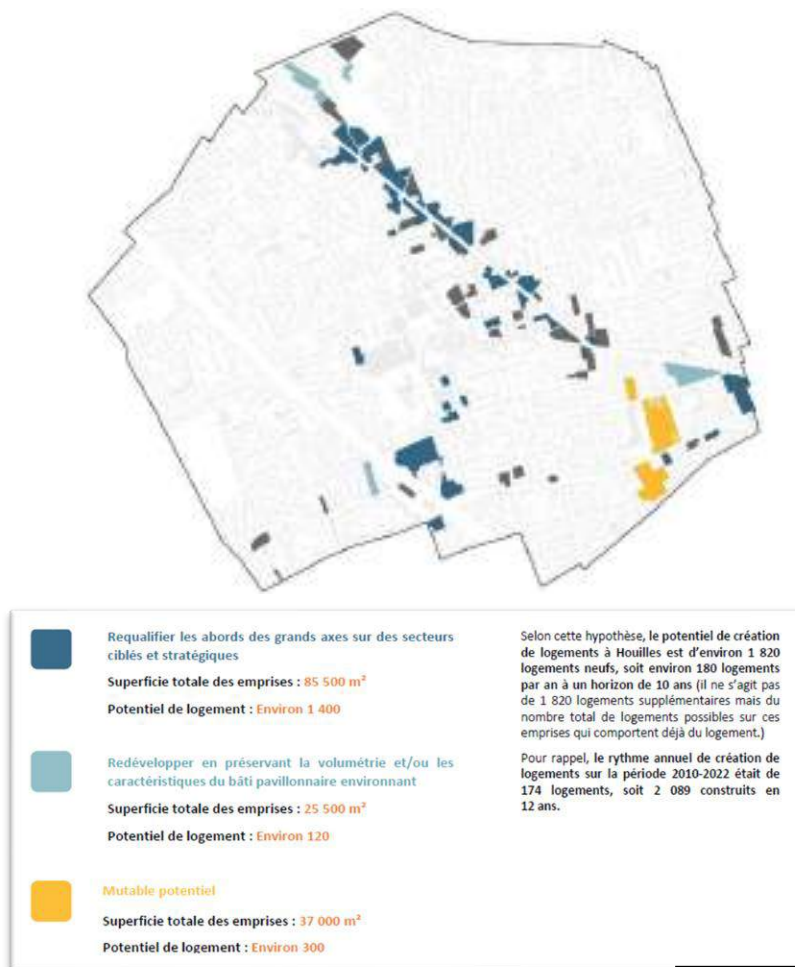 Requalifier les abords des grands axes sur des secteurs
ciblés et stratégiques
Superficie totale des emprises : 85 500 m²
Potentiel de logement : Environ 1 400
Redévelopper en préservant la volumétrie et/ou les
caractéristiques du bâti pavillonnaire environnant
Superficie totale des emprises : 25 500 m²
Potentiel de logement : Environ 120
Mutable potentiel
Superficie totale des emprises : 37 000 m²
Potentiel de logement : Environ 300
Selon cette hypothèse, le potentiel de création
de logements à Houilles est d'environ 1 820
logements neufs, soit environ 180 logements
par an à un horizon de 10 ans (il ne s'agit pas
de 1 820 logements supplémentaires mais du
nombre total de logements possibles sur ces
emprises qui comportent déjà du logement.)
Pour rappel, le rythme annuel de création de
logements sur la période 2010-2022 était de
174 logements, soit 2 089 construits en
12 ans.